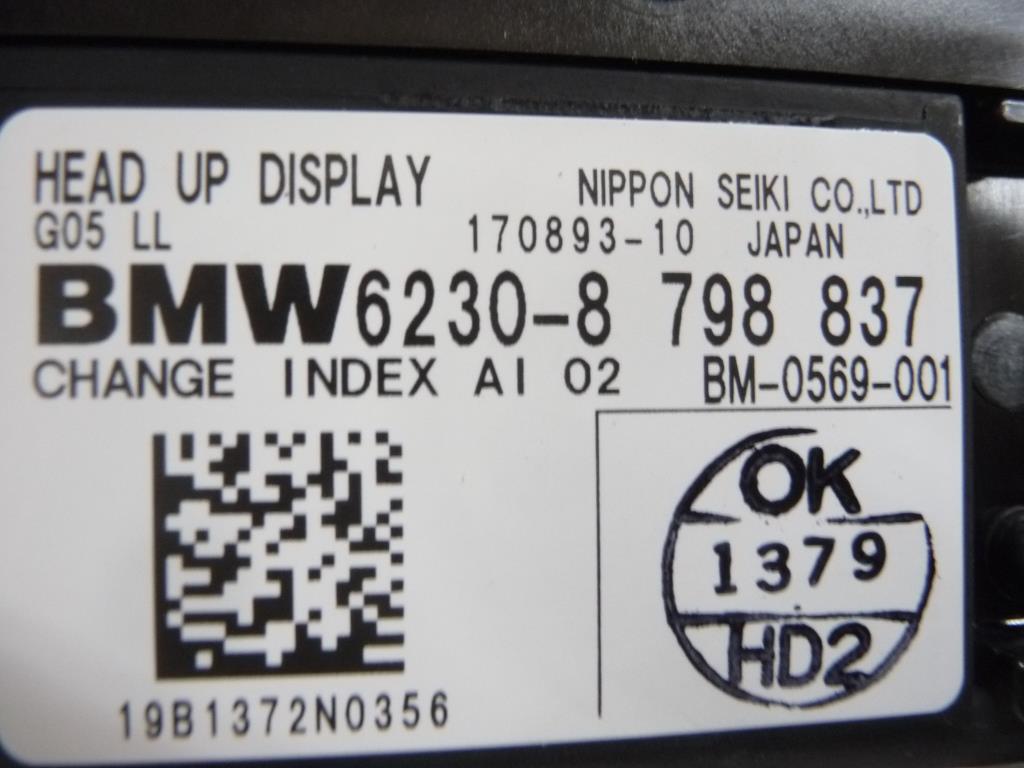 HEAD UP DISPLAY NIPPON SEIKI CO.,LTD
G05 LL 170893-10 JAPAN
BMW6230-8 798 837
CHANGE INDEX AI 02 BM-0569-001
OK
1379
HD2
19B1372N0356